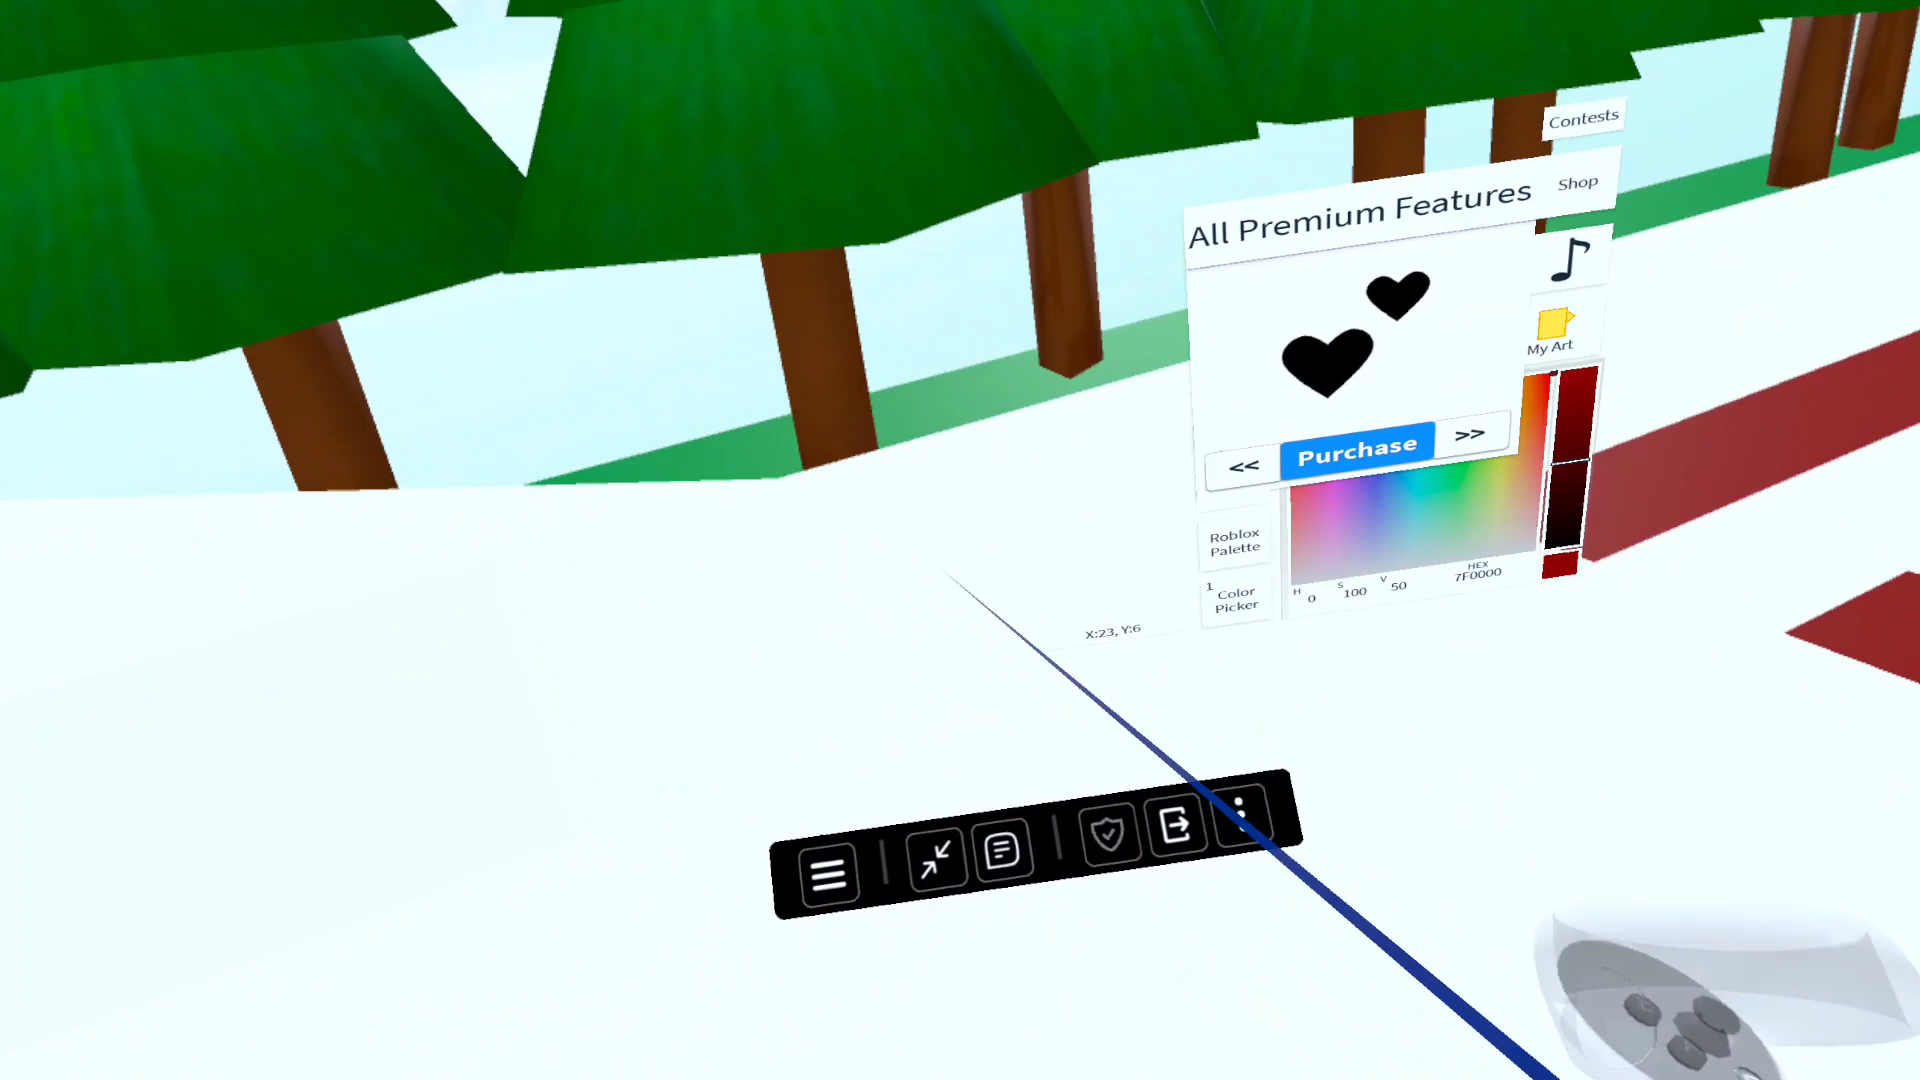 Contests
All Premium Features
Shop
My Art
<< Purchase >>
Roblox
Palette
1
Color
Picker
H 0 S 100 V 50 HEX 7F0000
X:23, Y:6